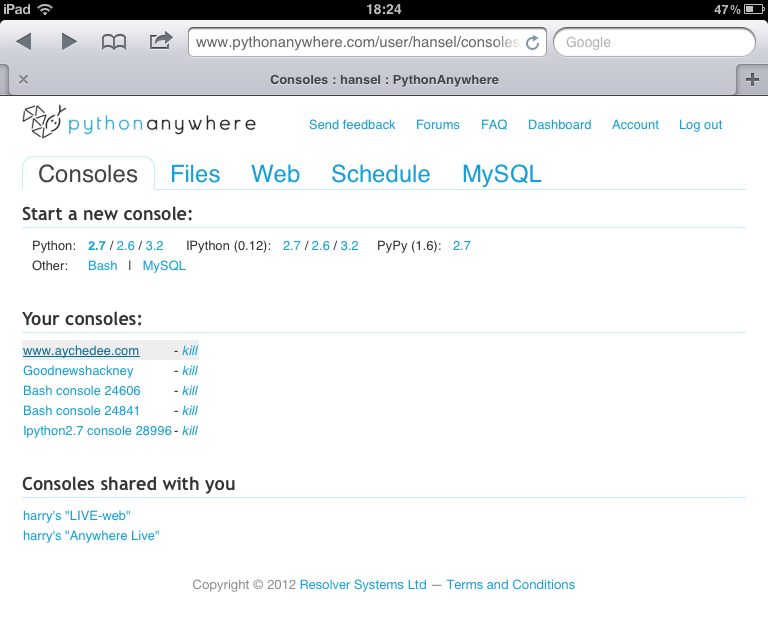 iPad 18:24 47%
www.pythonanywhere.com/user/hansel/consoles Google
Consoles : hansel : PythonAnywhere
pythonanywhere Send feedback Forums FAQ Dashboard Account Log out
Consoles Files Web Schedule MySQL
Start a new console:
Python: 2.7 / 2.6 / 3.2 IPython (0.12): 2.7 / 2.6 / 3.2 PyPy (1.6): 2.7
Other: Bash | MySQL
Your consoles:
www.aychedee.com - kill
Goodnewshackney - kill
Bash console 24606 - kill
Bash console 24841 - kill
Ipython2.7 console 28996 - kill
Consoles shared with you
harry's "LIVE-web"
harry's "Anywhere Live"
Copyright © 2012 Resolver Systems Ltd — Terms and Conditions